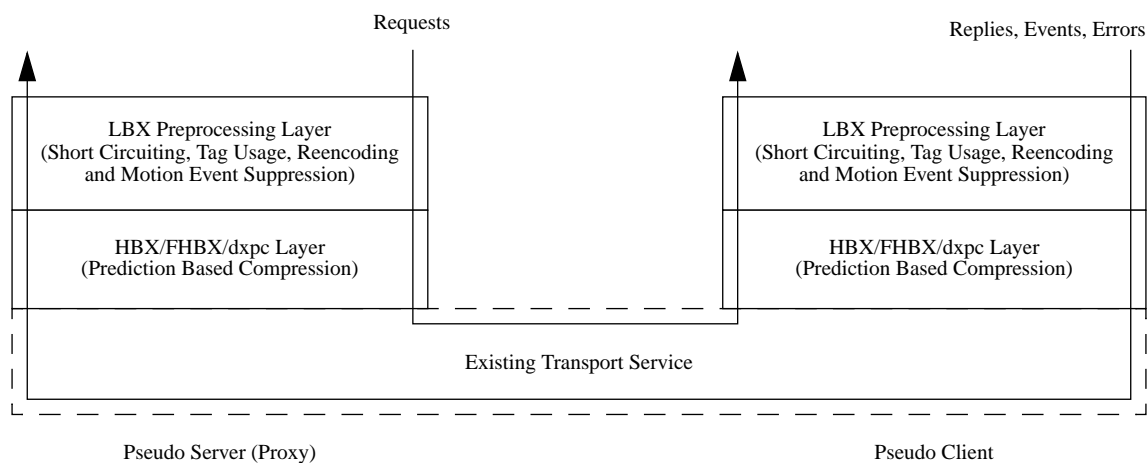 Requests
Replies, Events, Errors
LBX Preprocessing Layer
(Short Circuiting, Tag Usage, Reencoding
and Motion Event Suppression)
LBX Preprocessing Layer
(Short Circuiting, Tag Usage, Reencoding
and Motion Event Suppression)
HBX/FHBX/dxpc Layer
(Prediction Based Compression)
HBX/FHBX/dxpc Layer
(Prediction Based Compression)
Existing Transport Service
Pseudo Server (Proxy)
Pseudo Client